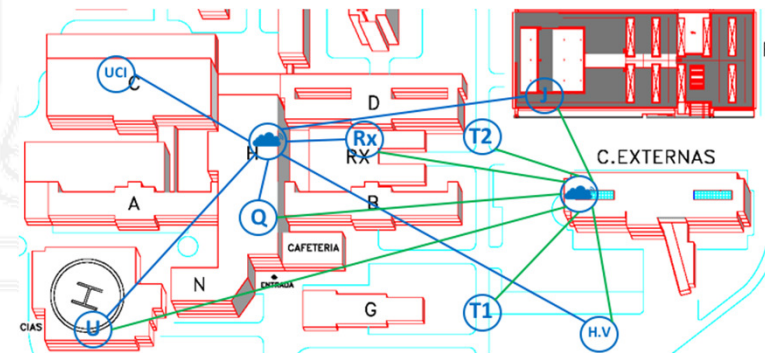 UCI
C
D
J
H
Rx
RX
T2
C.EXTERNAS
A
Q
B
CAFETERIA
N
ENTRADA
G
H
CIAS
U
T1
H.V